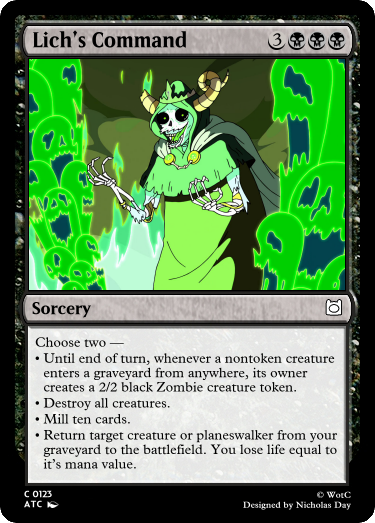 Lich's Command 3
Sorcery
Choose two —
• Until end of turn, whenever a nontoken creature
enters a graveyard from anywhere, its owner
creates a 2/2 black Zombie creature token.
• Destroy all creatures.
• Mill ten cards.
• Return target creature or planeswalker from your
graveyard to the battlefield. You lose life equal to
it's mana value.
C 0123 © WotC
ATC Designed by Nicholas Day